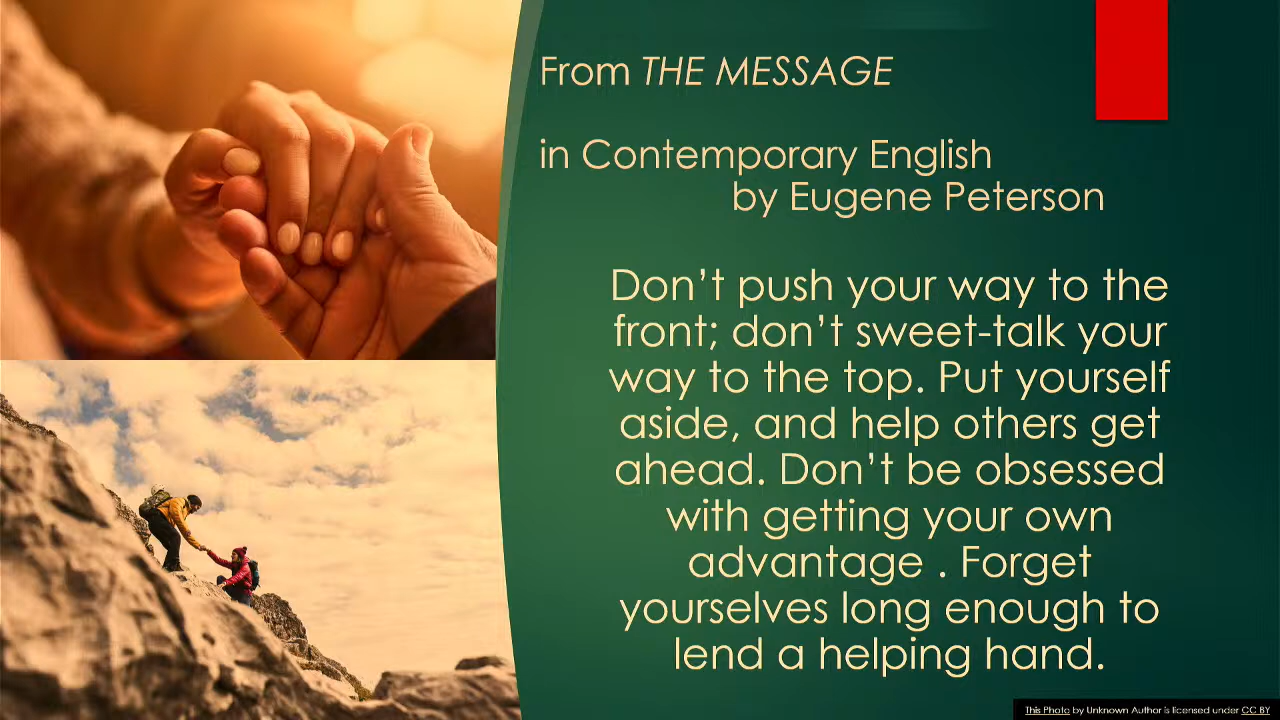 From THE MESSAGE
in Contemporary English
by Eugene Peterson
Don’t push your way to the
front; don’t sweet-talk your
way to the top. Put yourself
aside, and help others get
ahead. Don’t be obsessed
with getting your own
advantage . Forget
yourselves long enough to
lend a helping hand.
This Photo by Unknown Author is licensed under CC BY